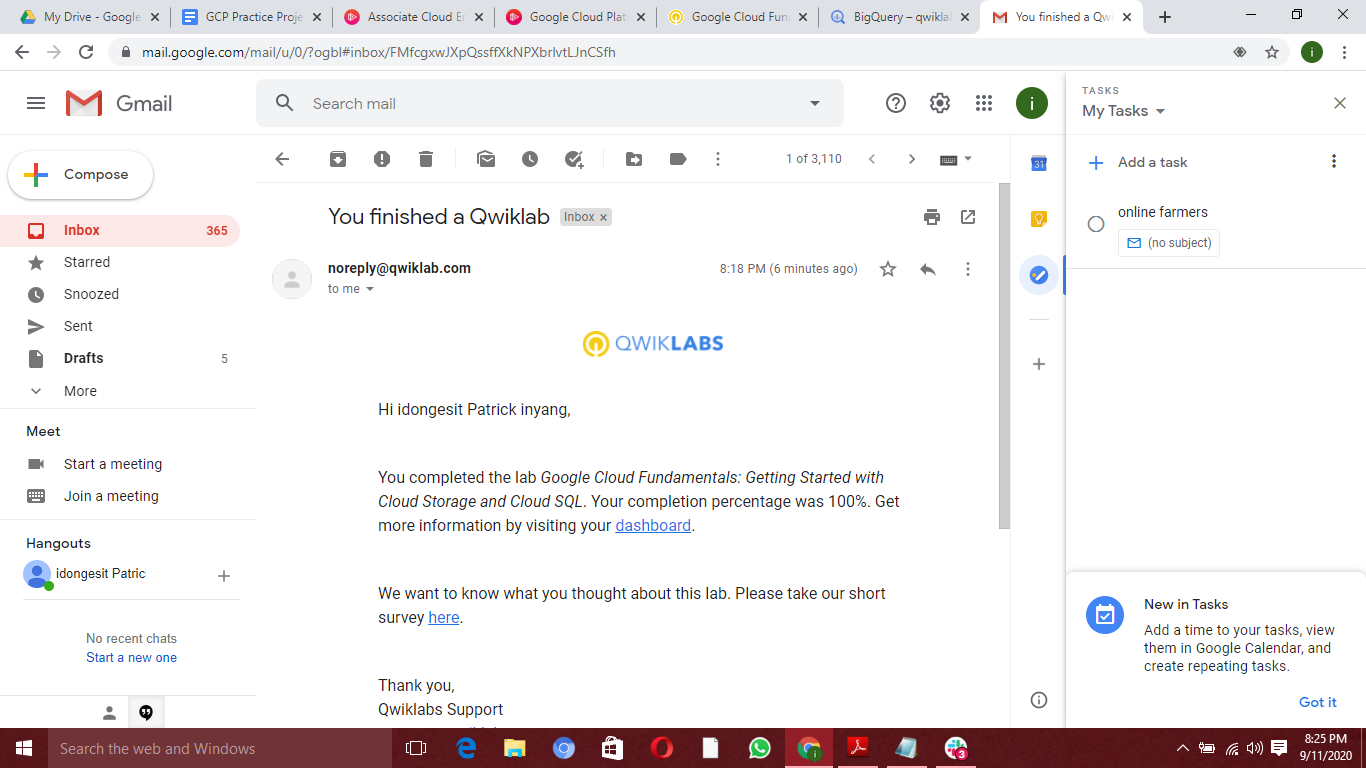 My Drive - Google
GCP Practice Proje
Associate Cloud En
Google Cloud Plat
Google Cloud Fun
BigQuery – qwikla
You finished a Qwi
mail.google.com/mail/u/0/?ogbl#inbox/FMfcgxwJXpQssffXkNPXbrlvtLJnCSfh
i
Gmail
Search mail
i
TASKS
My Tasks
Compose
1 of 3,110
31
Add a task
You finished a Qwiklab
Inbox ×
online farmers
(no subject)
Inbox 365
Starred
Snoozed
Sent
Drafts 5
More
noreply@qwiklab.com
8:18 PM (6 minutes ago)
to me
QWIKLABS
Hi idongesit Patrick inyang,
Meet
Start a meeting
Join a meeting
You completed the lab Google Cloud Fundamentals: Getting Started with
Cloud Storage and Cloud SQL. Your completion percentage was 100%. Get
more information by visiting your dashboard.
Hangouts
idongesit Patric
No recent chats
Start a new one
We want to know what you thought about this lab. Please take our short
survey here.
Thank you,
Qwiklabs Support
New in Tasks
Add a time to your tasks, view
them in Google Calendar, and
create repeating tasks.
Got it
Search the web and Windows
i
3
8:25 PM
9/11/2020